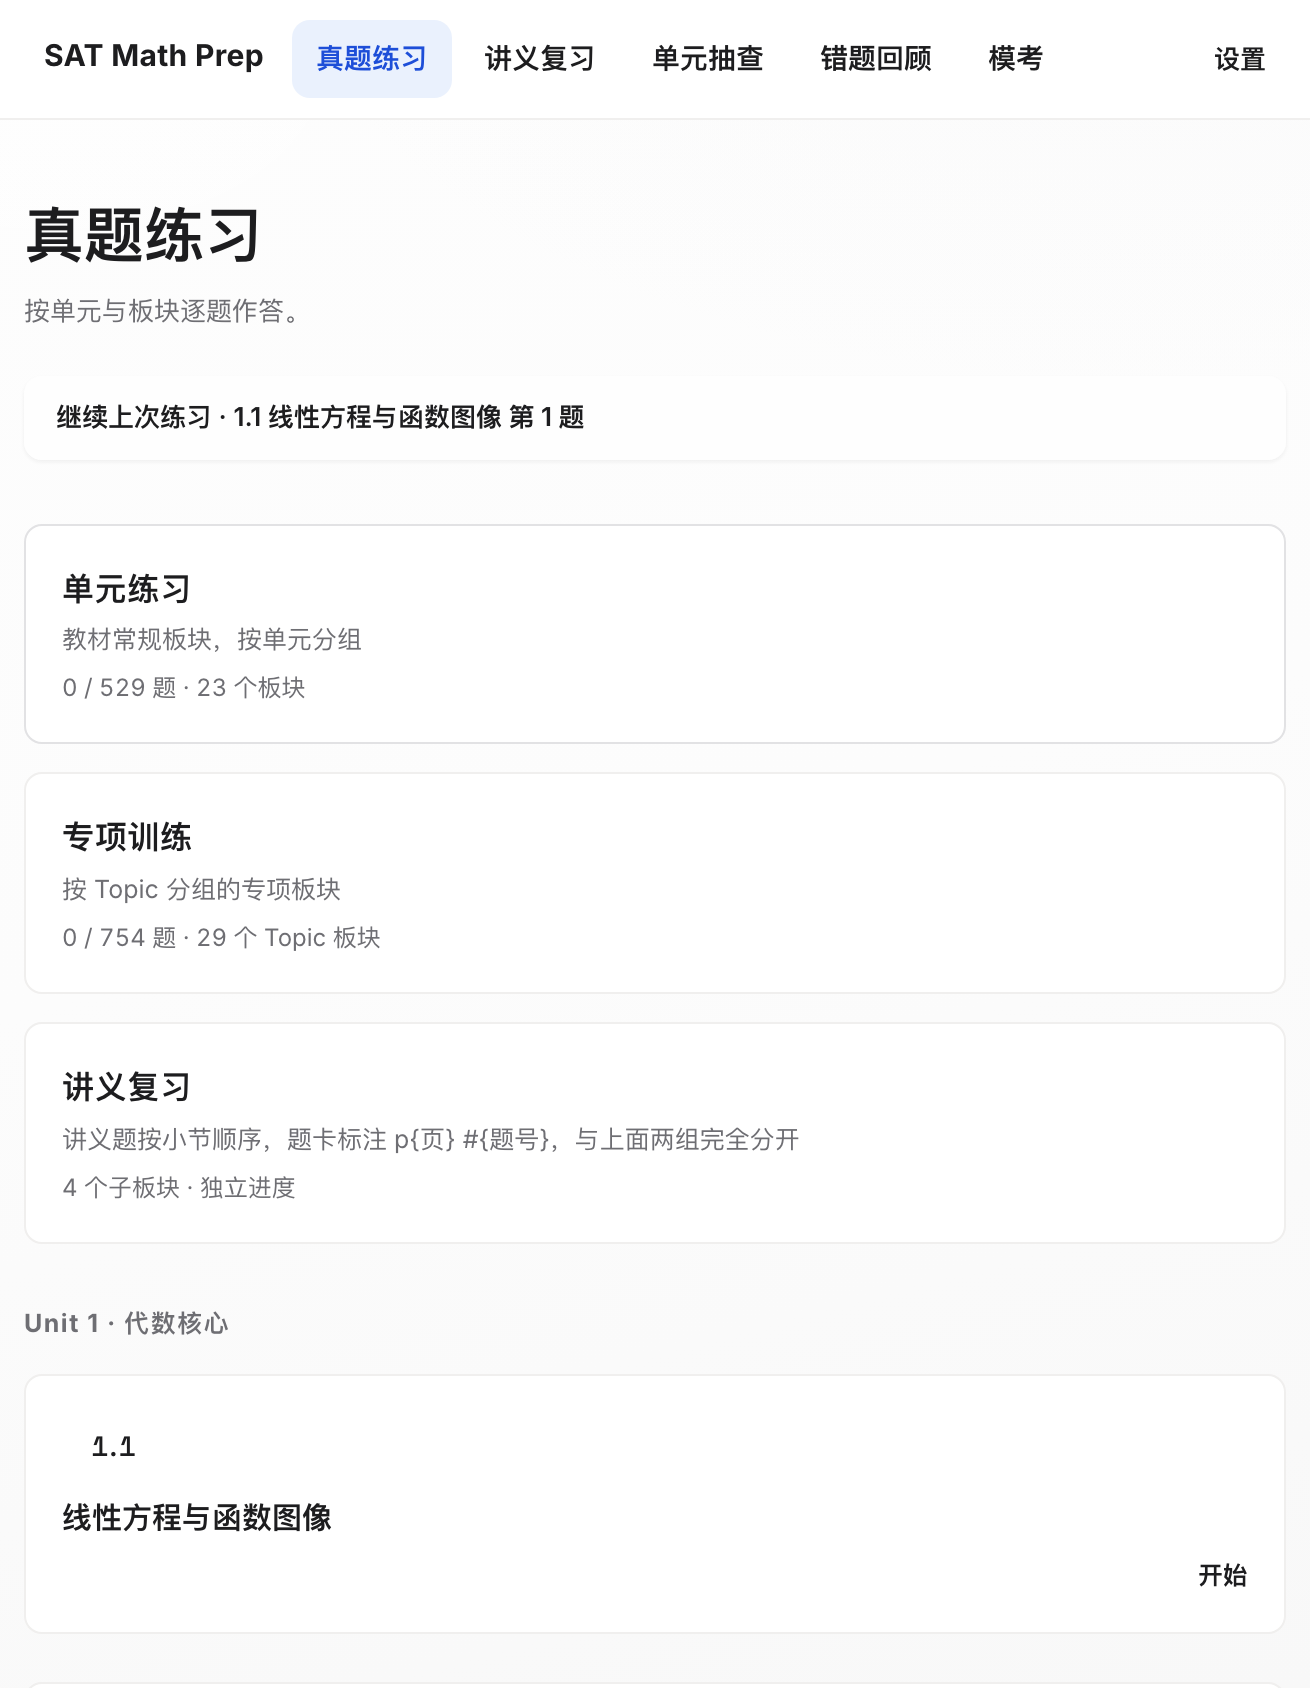 SAT Math Prep 真题练习 讲义复习 单元抽查 错题回顾 模考 设置
真题练习
按单元与板块逐题作答。
继续上次练习 · 1.1 线性方程与函数图像 第 1 题
单元练习
教材常规板块，按单元分组
0 / 529 题 · 23 个板块
专项训练
按 Topic 分组的专项板块
0 / 754 题 · 29 个 Topic 板块
讲义复习
讲义题按小节顺序，题卡标注 p{页} #{题号}，与上面两组完全分开
4 个子板块 · 独立进度
Unit 1 · 代数核心
1.1
线性方程与函数图像
开始